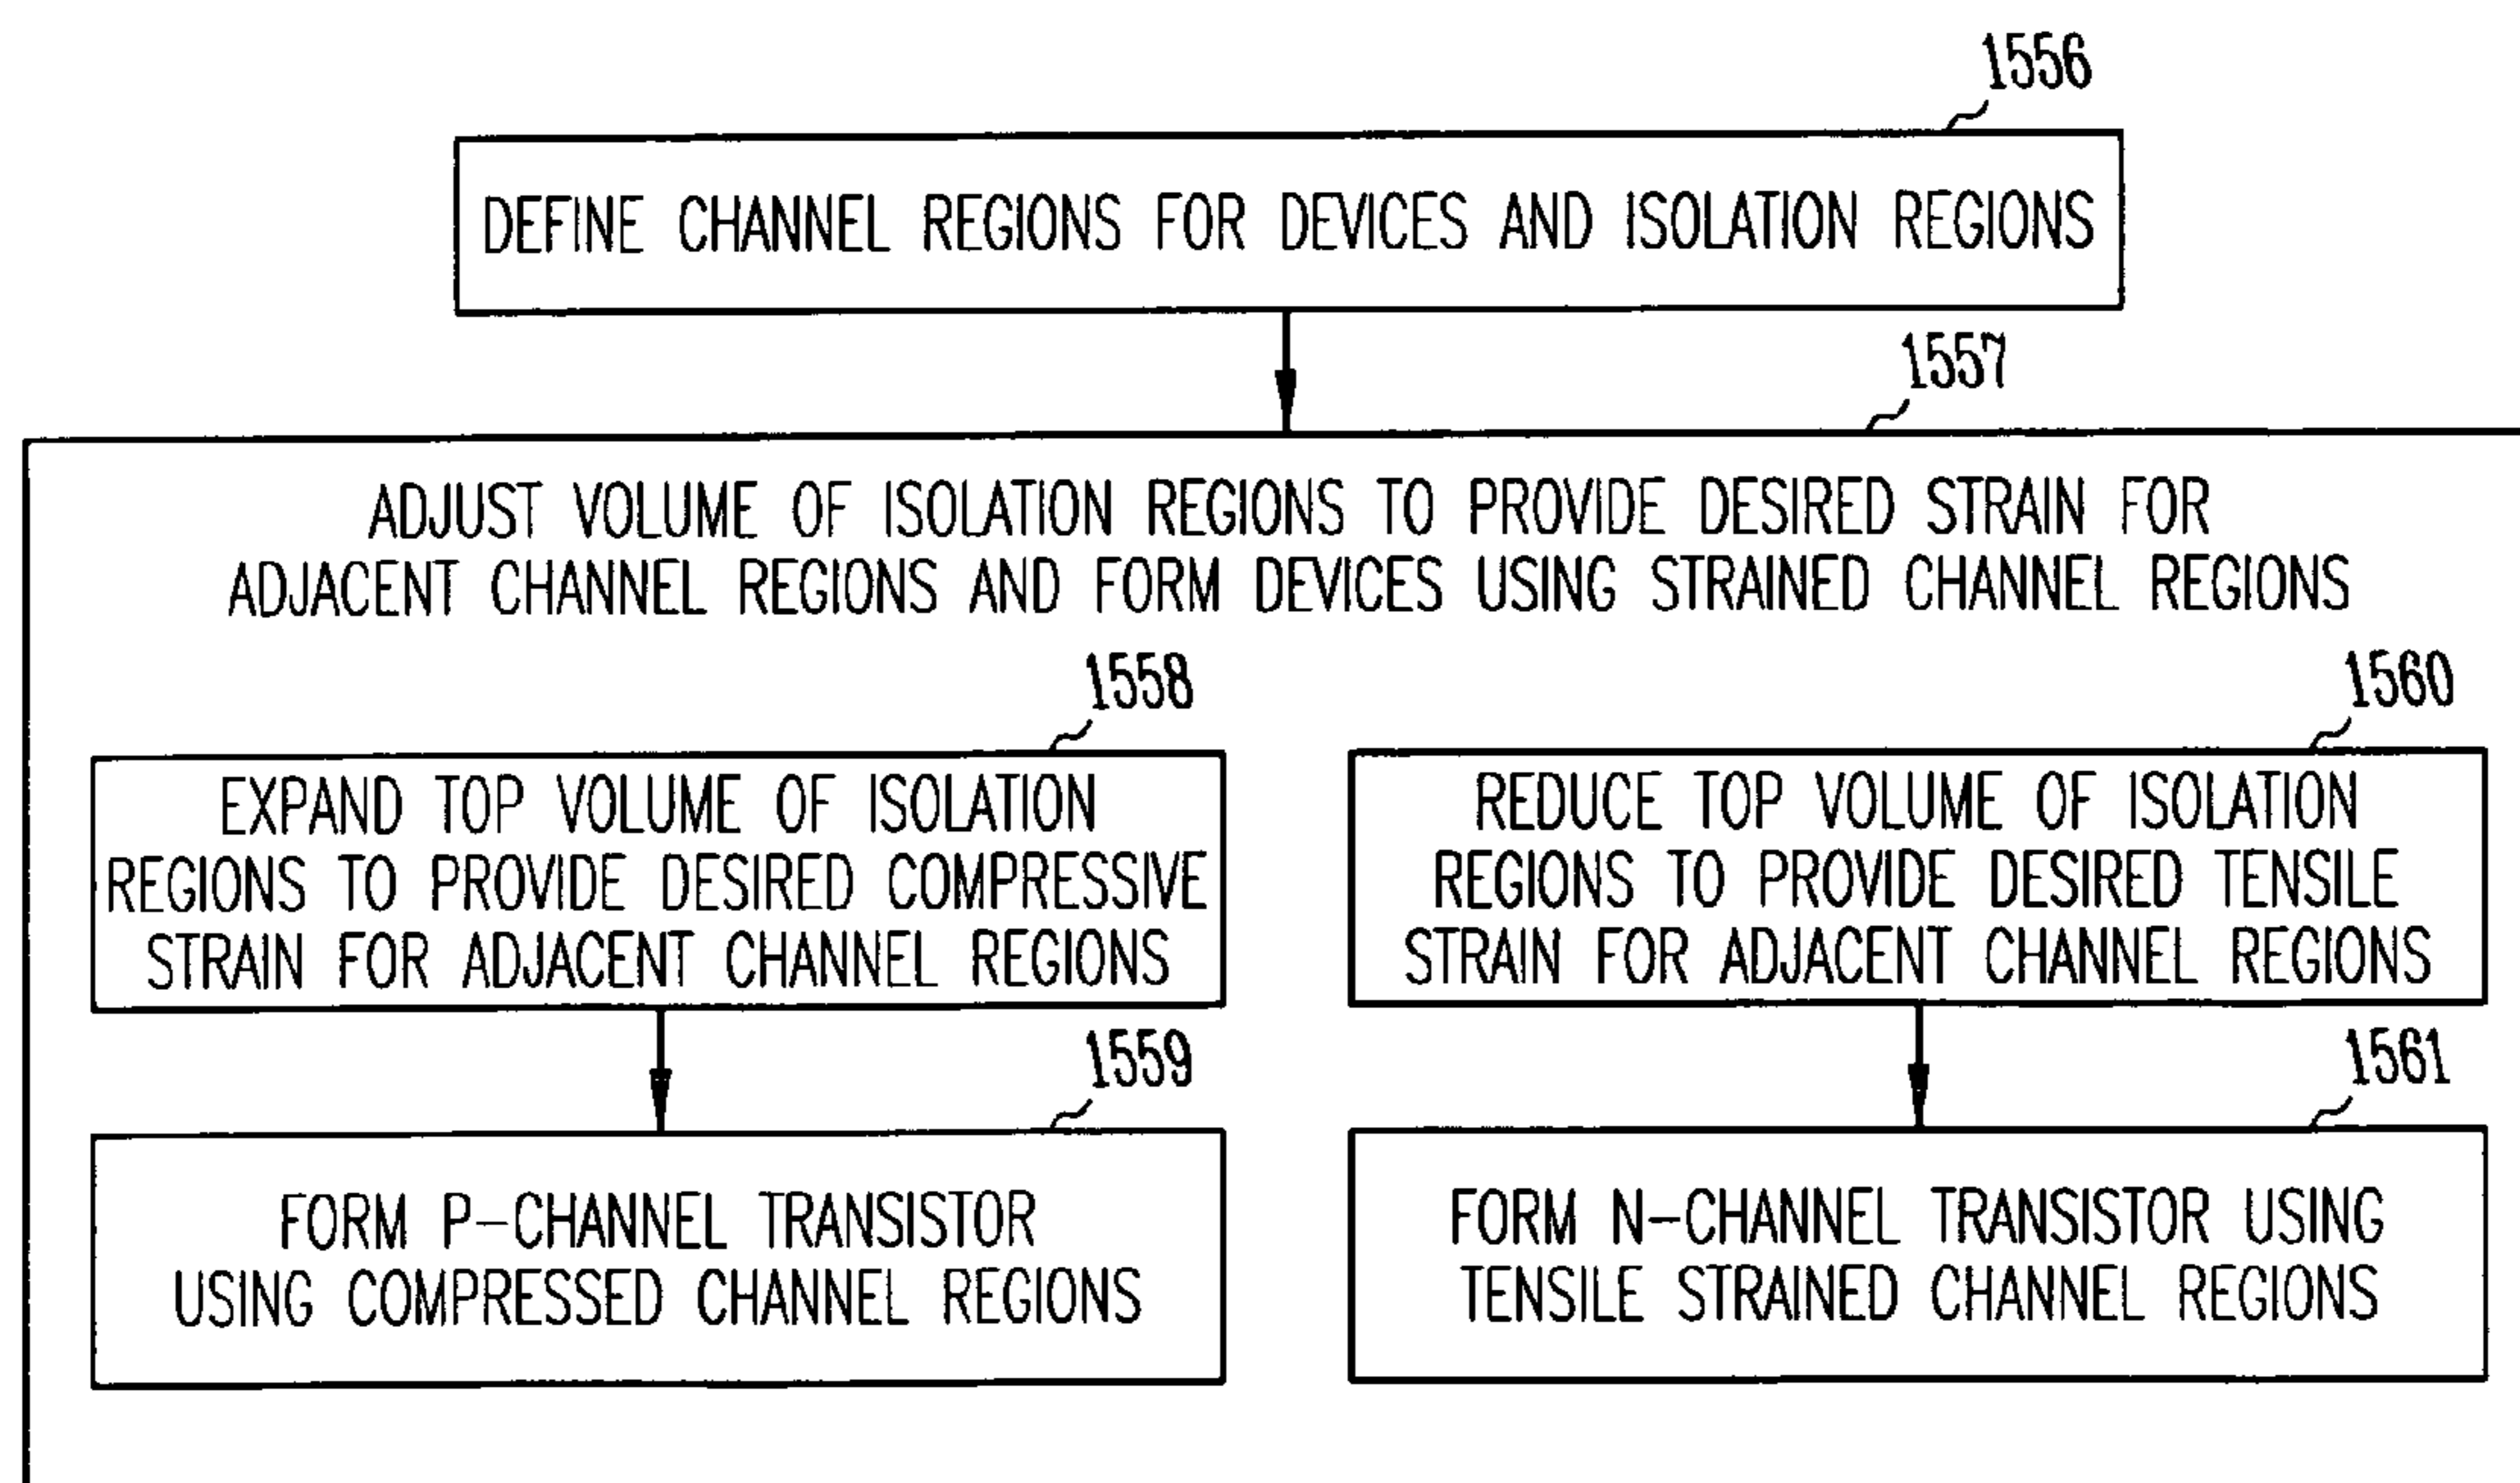 1556
DEFINE CHANNEL REGIONS FOR DEVICES AND ISOLATION REGIONS
1557
ADJUST VOLUME OF ISOLATION REGIONS TO PROVIDE DESIRED STRAIN FOR
ADJACENT CHANNEL REGIONS AND FORM DEVICES USING STRAINED CHANNEL REGIONS
1558
EXPAND TOP VOLUME OF ISOLATION
REGIONS TO PROVIDE DESIRED COMPRESSIVE
STRAIN FOR ADJACENT CHANNEL REGIONS
1559
FORM P-CHANNEL TRANSISTOR
USING COMPRESSED CHANNEL REGIONS
1560
REDUCE TOP VOLUME OF ISOLATION
REGIONS TO PROVIDE DESIRED TENSILE
STRAIN FOR ADJACENT CHANNEL REGIONS
1561
FORM N-CHANNEL TRANSISTOR USING
TENSILE STRAINED CHANNEL REGIONS